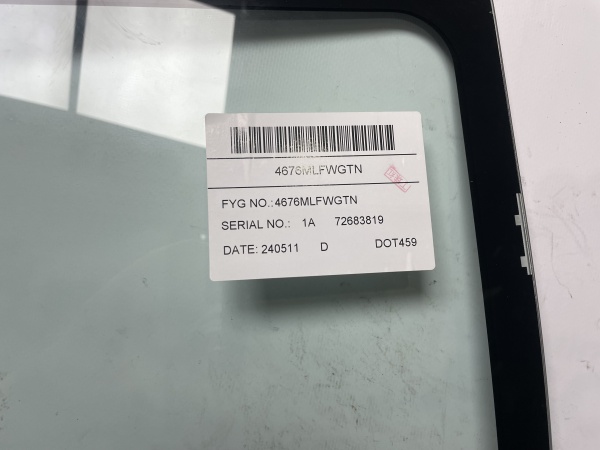 4676MLFWGTN
FYG NO.:4676MLFWGTN
SERIAL NO.: 1A 72683819
DATE: 240511 D DOT459